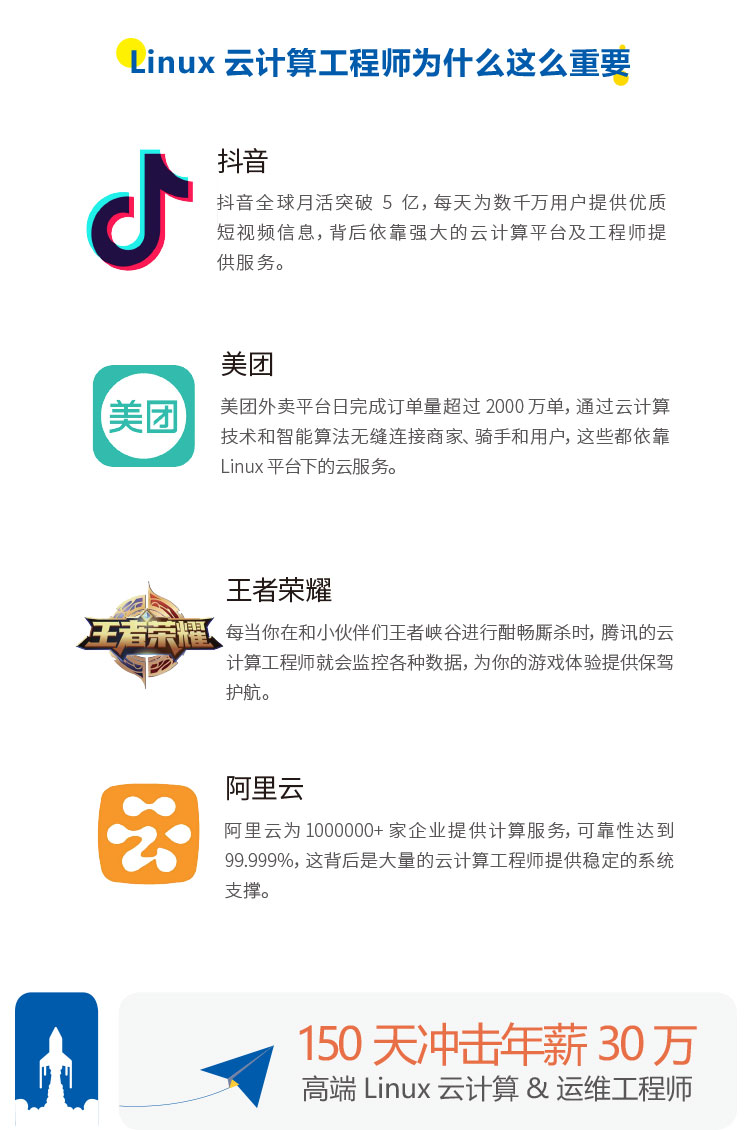 Linux 云计算工程师为什么这么重要
抖音
抖音全球月活突破 5 亿，每天为数千万用户提供优质
短视频信息，背后依靠强大的云计算平台及工程师提
供服务。
美团
美团
美团外卖平台日完成订单量超过 2000 万单，通过云计算
技术和智能算法无缝连接商家、骑手和用户，这些都依靠
Linux 平台下的云服务。
王者荣耀
王者荣耀
每当你在和小伙伴们王者峡谷进行酣畅厮杀时，腾讯的云
计算工程师就会监控各种数据，为你的游戏体验提供保驾
护航。
云
阿里云
阿里云为 1000000+ 家企业提供计算服务，可靠性达到
99.999%，这背后是大量的云计算工程师提供稳定的系统
支撑。
150 天冲击年薪 30 万
高端 Linux 云计算 & 运维工程师